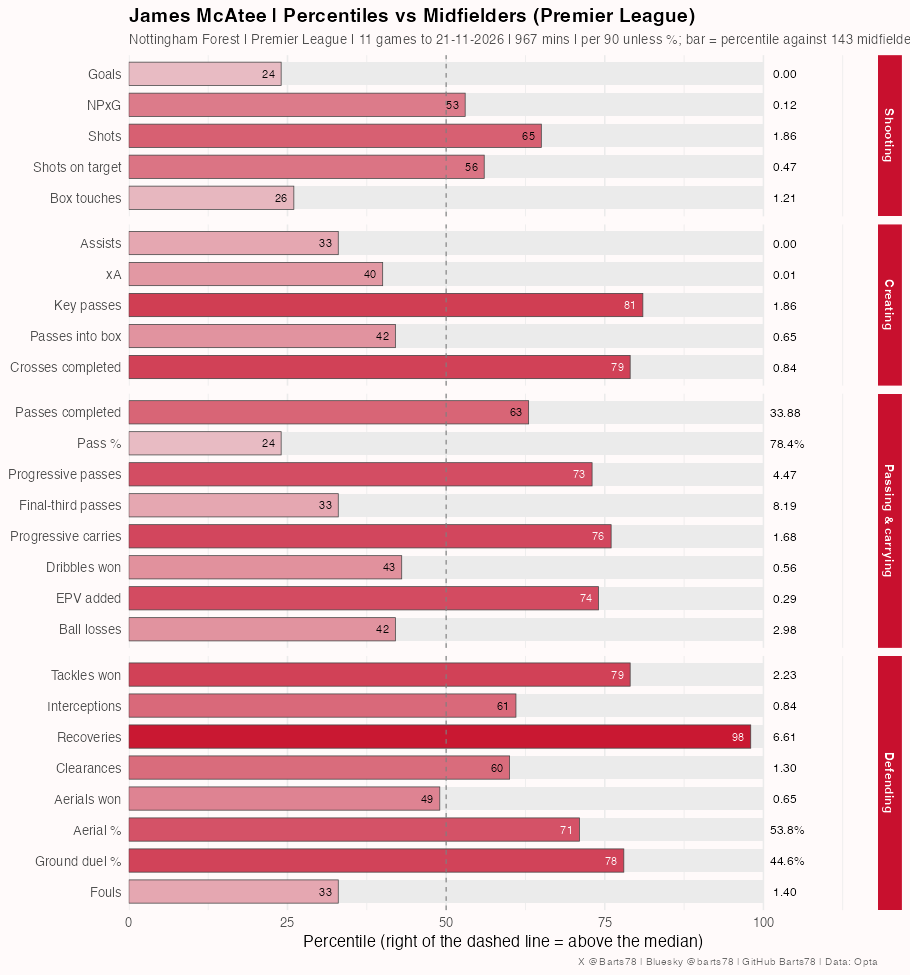 James McAtee | Percentiles vs Midfielders (Premier League)
Nottingham Forest | Premier League | 11 games to 21-11-2026 | 967 mins | per 90 unless %; bar = percentile against 143 midfielde
Goals 24 0.00
NPxG 53 0.12
Shots 65 1.86
Shots on target 56 0.47
Box touches 26 1.21
Shooting
Assists 33 0.00
xA 40 0.01
Key passes 81 1.86
Passes into box 42 0.65
Crosses completed 79 0.84
Creating
Passes completed 63 33.88
Pass % 24 78.4%
Progressive passes 73 4.47
Final-third passes 33 8.19
Progressive carries 76 1.68
Dribbles won 43 0.56
EPV added 74 0.29
Ball losses 42 2.98
Passing & carrying
Tackles won 79 2.23
Interceptions 61 0.84
Recoveries 98 6.61
Clearances 60 1.30
Aerials won 49 0.65
Aerial % 71 53.8%
Ground duel % 78 44.6%
Fouls 33 1.40
Defending
0 25 50 75 100
Percentile (right of the dashed line = above the median)
X @Barts78 | Bluesky @barts78 | GitHub Barts78 | Data: Opta